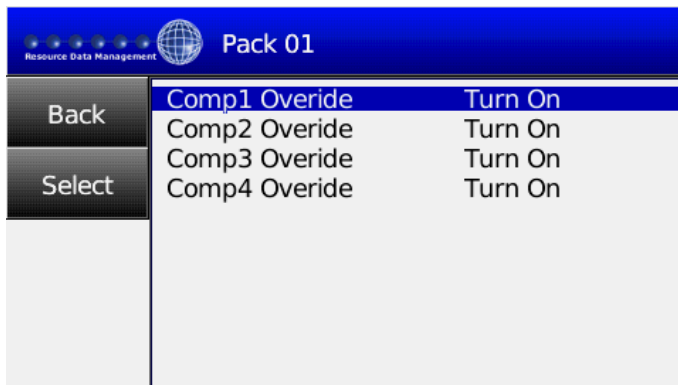 Resource Data Management
Pack 01
Back
Select
Comp1 Overide Turn On
Comp2 Overide Turn On
Comp3 Overide Turn On
Comp4 Overide Turn On